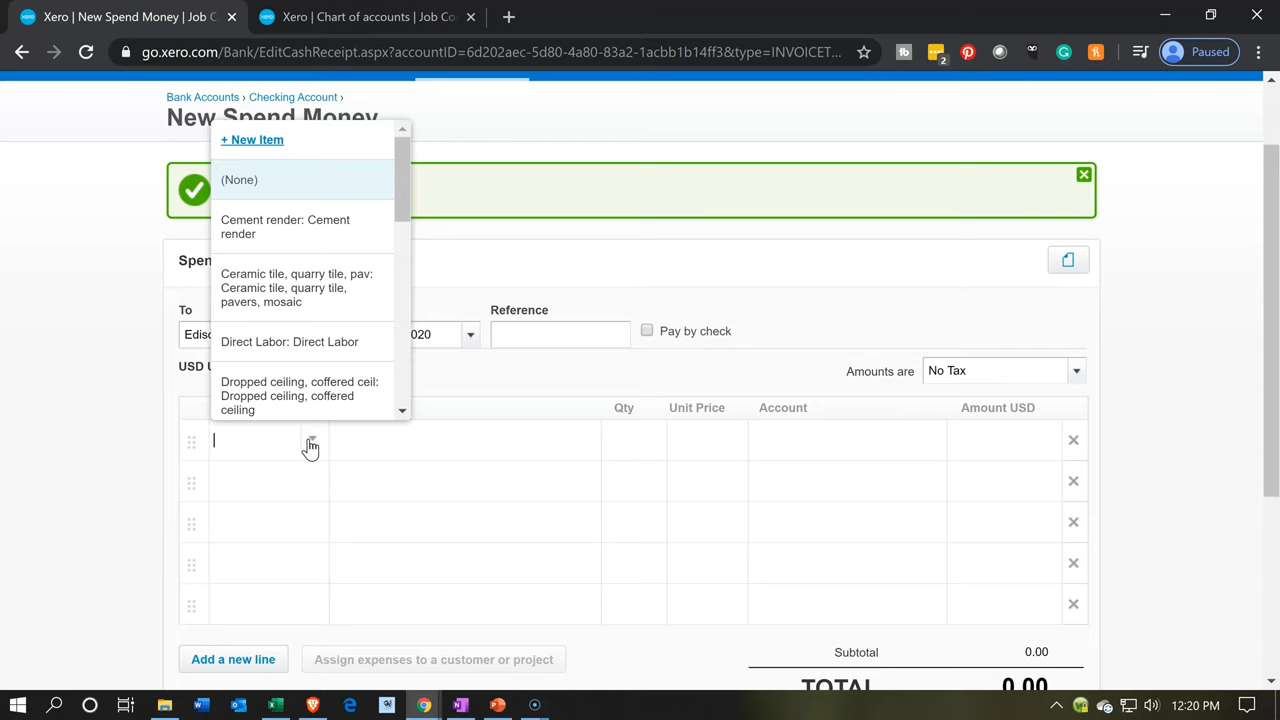 Xero | New Spend Money | Job C
Xero | Chart of accounts | Job Co
go.xero.com/Bank/EditCashReceipt.aspx?accountID=6d202aec-5d80-4a80-83a2-1acbb1b14ff3&type=INVOICET...
2
Paused
Bank Accounts › Checking Account ›
New Spend Money
+ New Item
(None)
Cement render: Cement
render
Ceramic tile, quarry tile, pav:
Ceramic tile, quarry tile,
pavers, mosaic
Direct Labor: Direct Labor
Dropped ceiling, coffered ceil:
Dropped ceiling, coffered
ceiling
Spen
To
Reference
Ediso
020
Pay by check
USD U
Amounts are
No Tax
Qty
Unit Price
Account
Amount USD
Add a new line
Assign expenses to a customer or project
Subtotal
0.00
TOTAL
0.00
12:20 PM